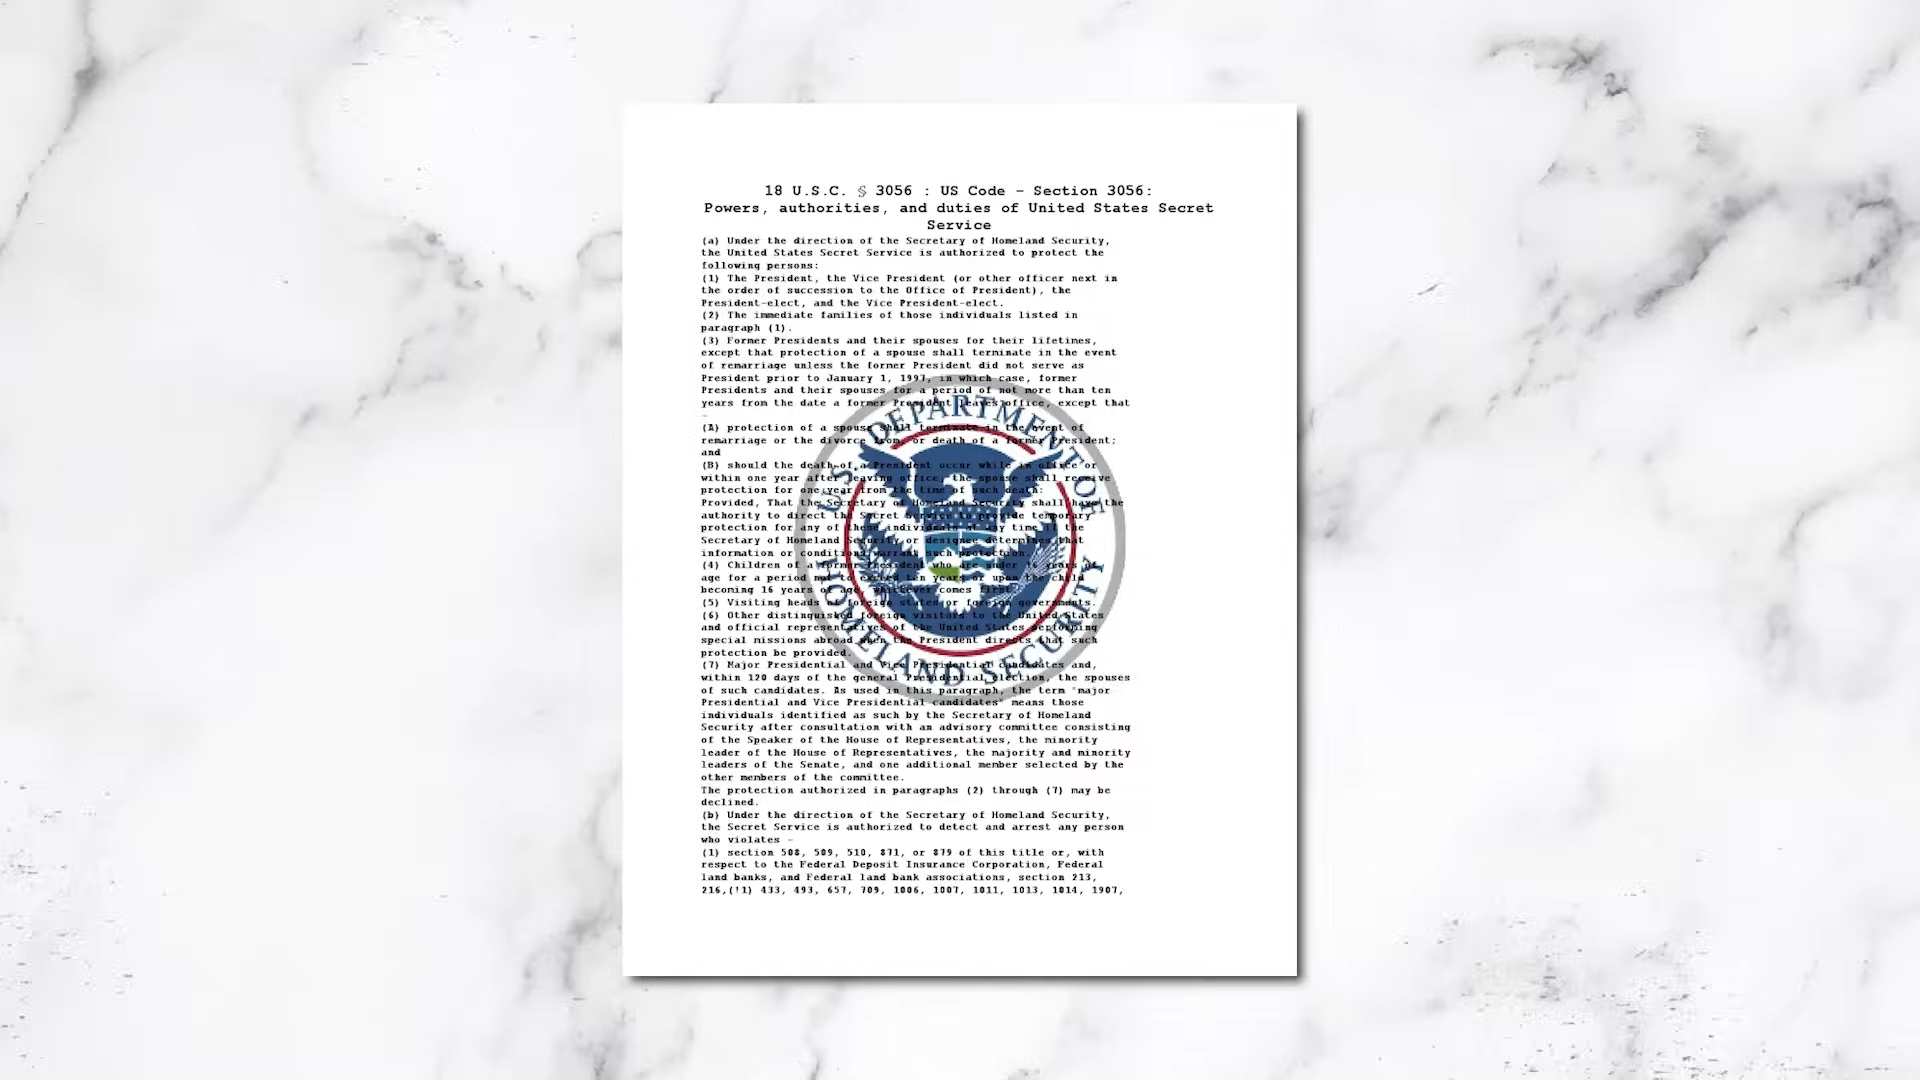 18 U.S.C. § 3056 : US Code - Section 3056:
Powers, authorities, and duties of United States Secret
Service
(a) Under the direction of the Secretary of Homeland Security,
the United States Secret Service is authorized to protect the
following persons:
(1) The President, the Vice President (or other officer next in
the order of succession to the Office of President), the
President-elect, and the Vice President-elect.
(2) The immediate families of those individuals listed in
paragraph (1).
(3) Former Presidents and their spouses for their lifetimes,
except that protection of a spouse shall terminate in the event
of remarriage unless the former President did not serve as
President prior to January 1, 1997, in which case, former
Presidents and their spouses for a period of not more than ten
years from the date a former President leaves office, except that
-
(A) protection of a spouse shall terminate in the event of
remarriage or the divorce from, or death of a former President;
and
(B) should the death of a President occur while in office or
within one year after leaving office, the spouse shall receive
protection for one year from the time of such death:
Provided, That the Secretary of Homeland Security shall have the
authority to direct the Secret Service to provide temporary
protection for any of these individuals at any time if the
Secretary of Homeland Security or designee determines that
information or conditions warrant such protection.
(4) Children of a former President who are under 16 years of
age for a period not to exceed ten years or upon the child
becoming 16 years of age, whichever comes first.
(5) Visiting heads of foreign states or foreign governments.
(6) Other distinguished foreign visitors to the United States
and official representatives of the United States performing
special missions abroad when the President directs that such
protection be provided.
(7) Major Presidential and Vice Presidential candidates and,
within 120 days of the general Presidential election, the spouses
of such candidates. As used in this paragraph, the term "major
Presidential and Vice Presidential candidates" means those
individuals identified as such by the Secretary of Homeland
Security after consultation with an advisory committee consisting
of the Speaker of the House of Representatives, the minority
leader of the House of Representatives, the majority and minority
leaders of the Senate, and one additional member selected by the
other members of the committee.
The protection authorized in paragraphs (2) through (7) may be
declined.
(b) Under the direction of the Secretary of Homeland Security,
the Secret Service is authorized to detect and arrest any person
who violates -
(1) section 508, 509, 510, 871, or 879 of this title or, with
respect to the Federal Deposit Insurance Corporation, Federal
land banks, and Federal land bank associations, section 213,
216,(!1) 433, 493, 657, 709, 1006, 1007, 1011, 1013, 1014, 1907,
U.S. DEPARTMENT OF
HOMELAND SECURITY